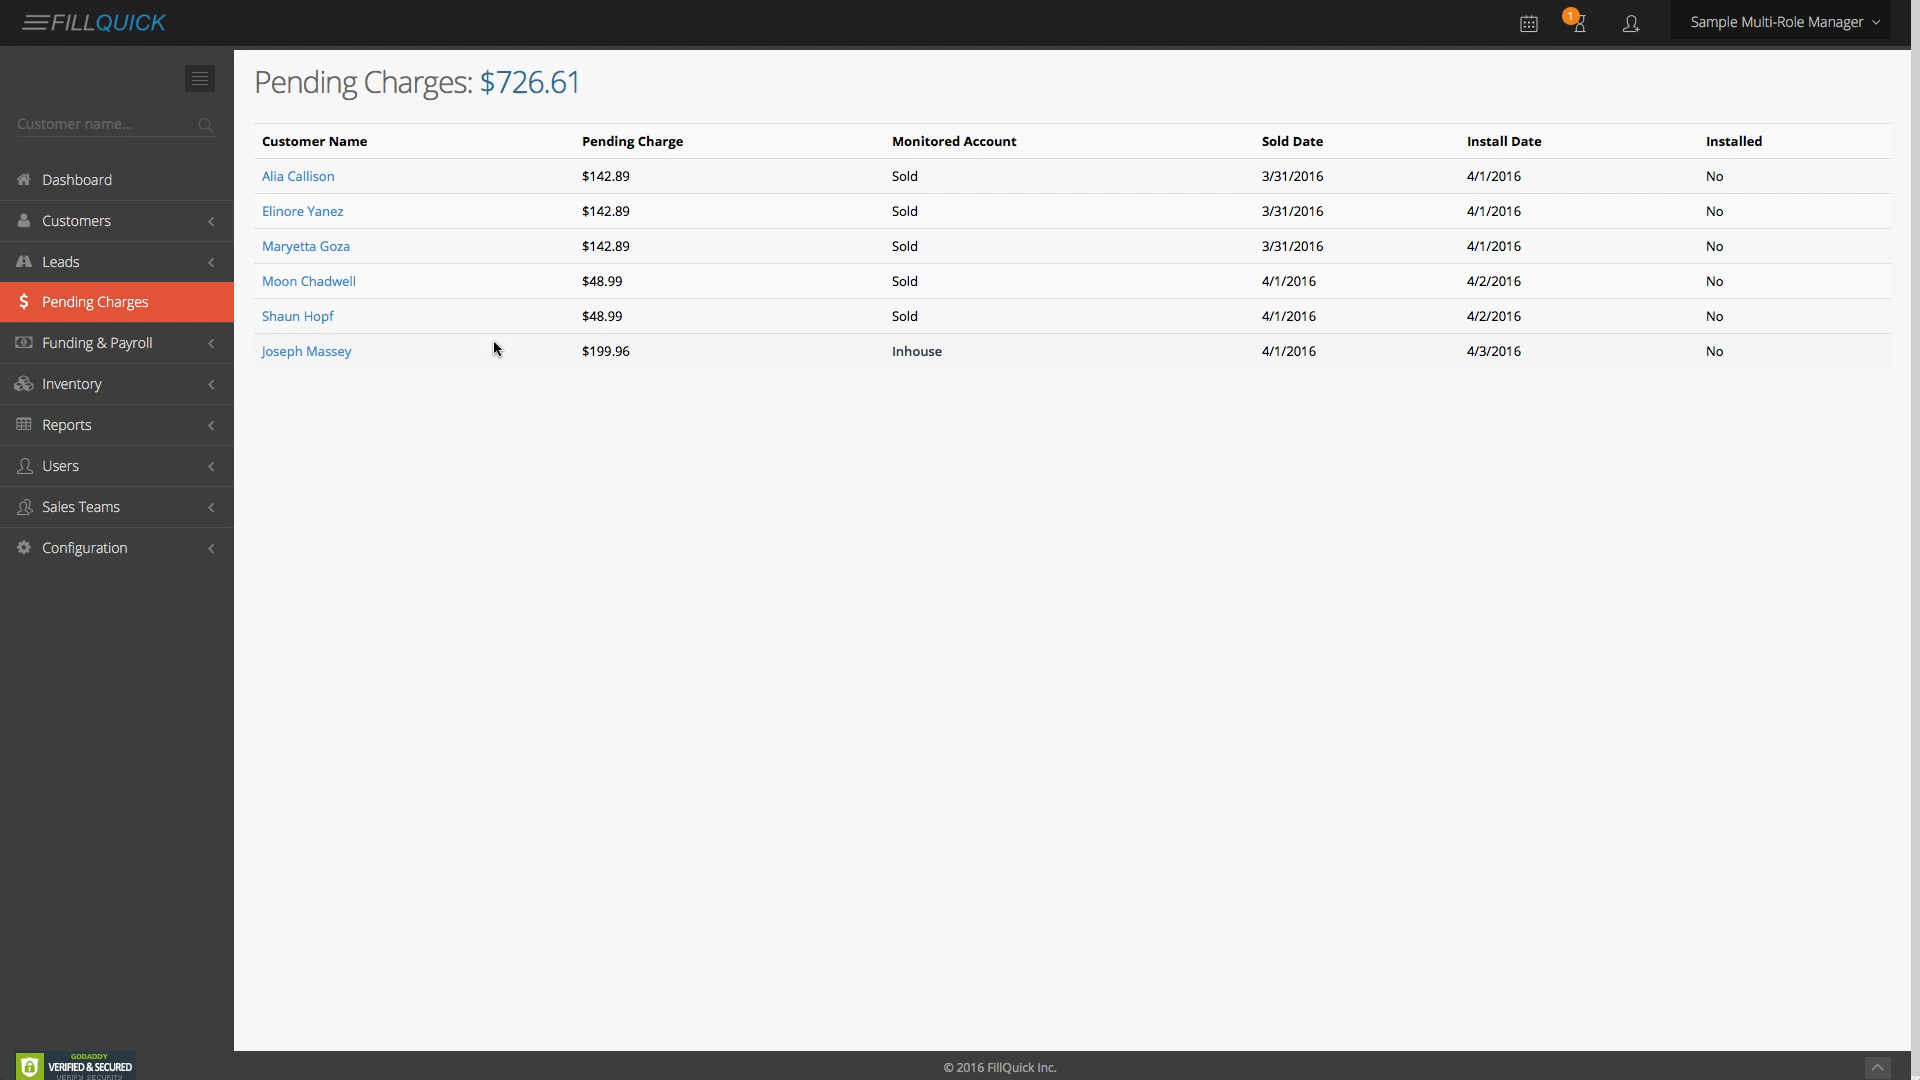 FILLQUICK
1
Sample Multi-Role Manager
Pending Charges: $726.61
Customer name...
Customer Name Pending Charge Monitored Account Sold Date Install Date Installed
Alia Callison $142.89 Sold 3/31/2016 4/1/2016 No
Elinore Yanez $142.89 Sold 3/31/2016 4/1/2016 No
Maryetta Goza $142.89 Sold 3/31/2016 4/1/2016 No
Moon Chadwell $48.99 Sold 4/1/2016 4/2/2016 No
Shaun Hopf $48.99 Sold 4/1/2016 4/2/2016 No
Joseph Massey $199.96 Inhouse 4/1/2016 4/3/2016 No
Dashboard
Customers
Leads
Pending Charges
Funding & Payroll
Inventory
Reports
Users
Sales Teams
Configuration
GODADDY
VERIFIED & SECURED
VERIFY SECURITY
© 2016 FillQuick Inc.